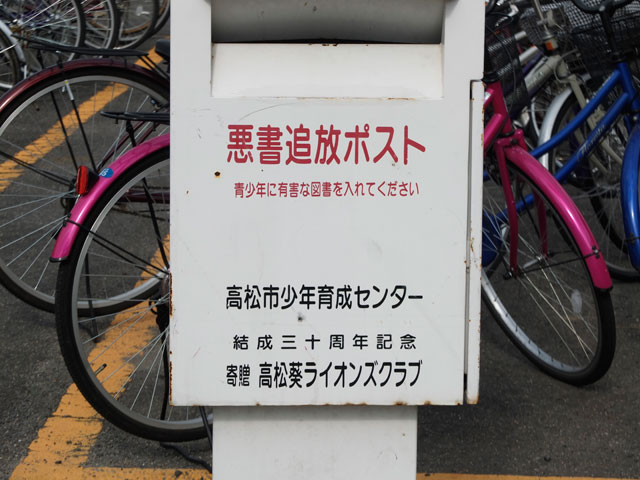 悪書追放ポスト
青少年に有害な図書を入れてください
高松市少年育成センター
結成三十周年記念
寄贈 高松葵ライオンズクラブ